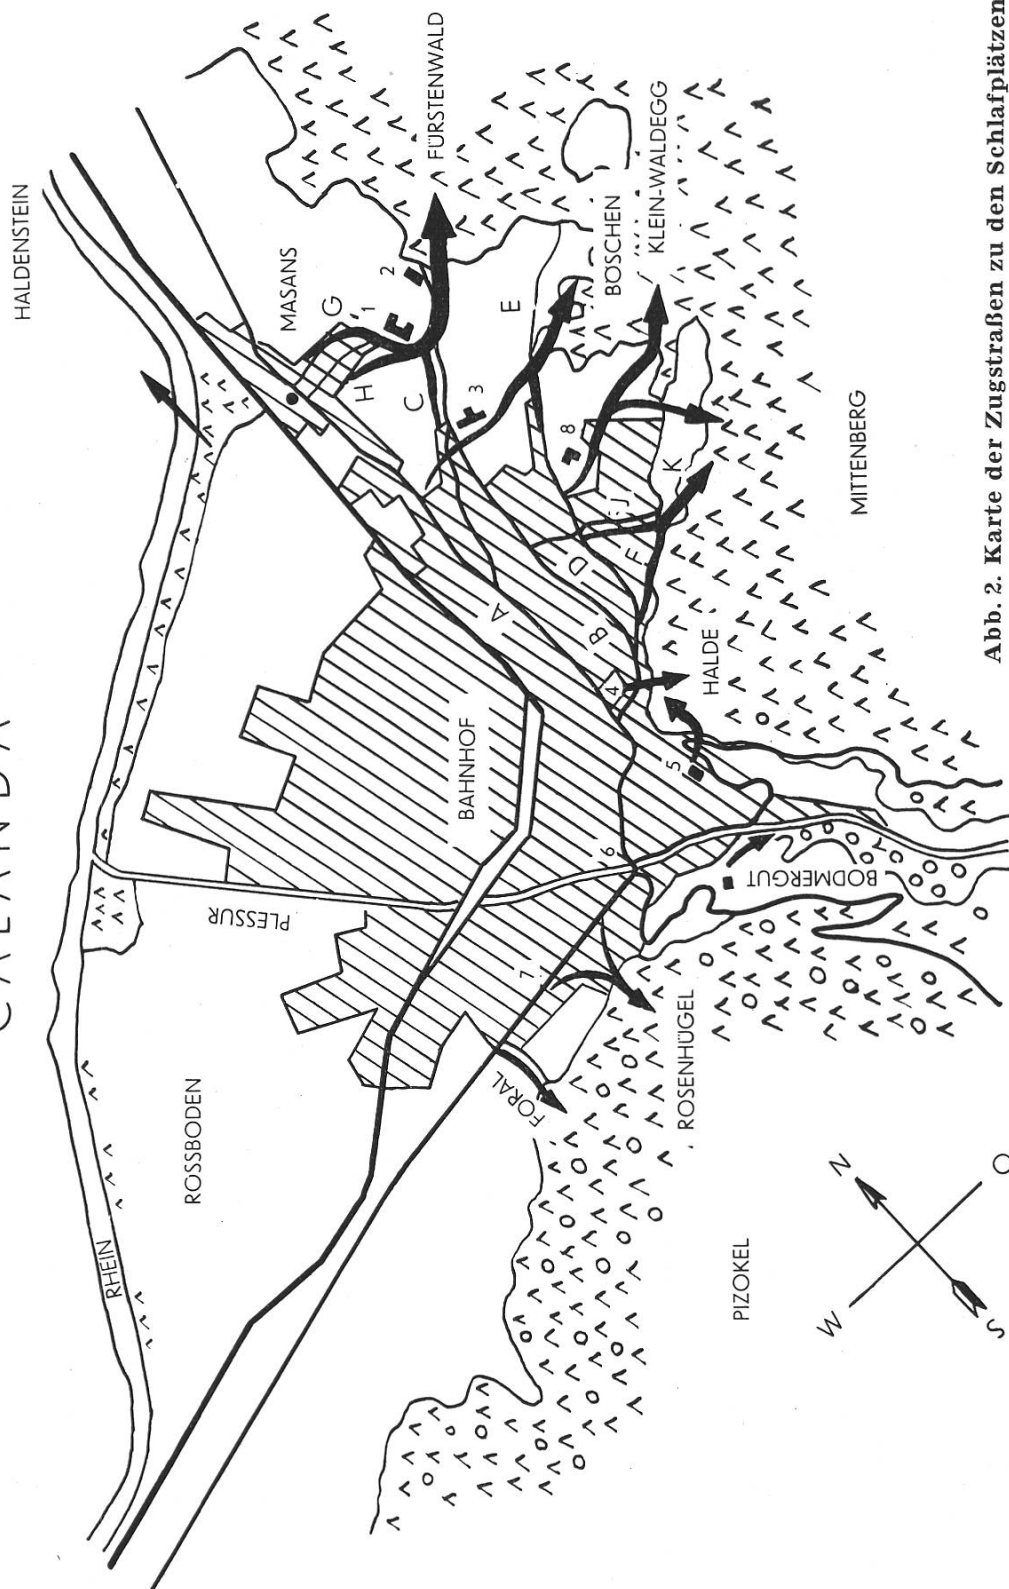 CALANDA
HALDENSTEIN
RHEIN
ROSSBODEN
PLESSUR
BAHNHOF
MASANS
G
1
2
H
C
3
E
FÜRSTENWALD
BÖSCHEN
KLEIN-WALDEGG
8
A
D
B
J
F
K
4
5
6
7
HALDE
MITTENBERG
FORAL
ROSENHÜGEL
BODMERGUT
PIZOKEL
N
O
S
W
Abb. 2. Karte der Zugstraßen zu den Schlafplätzen